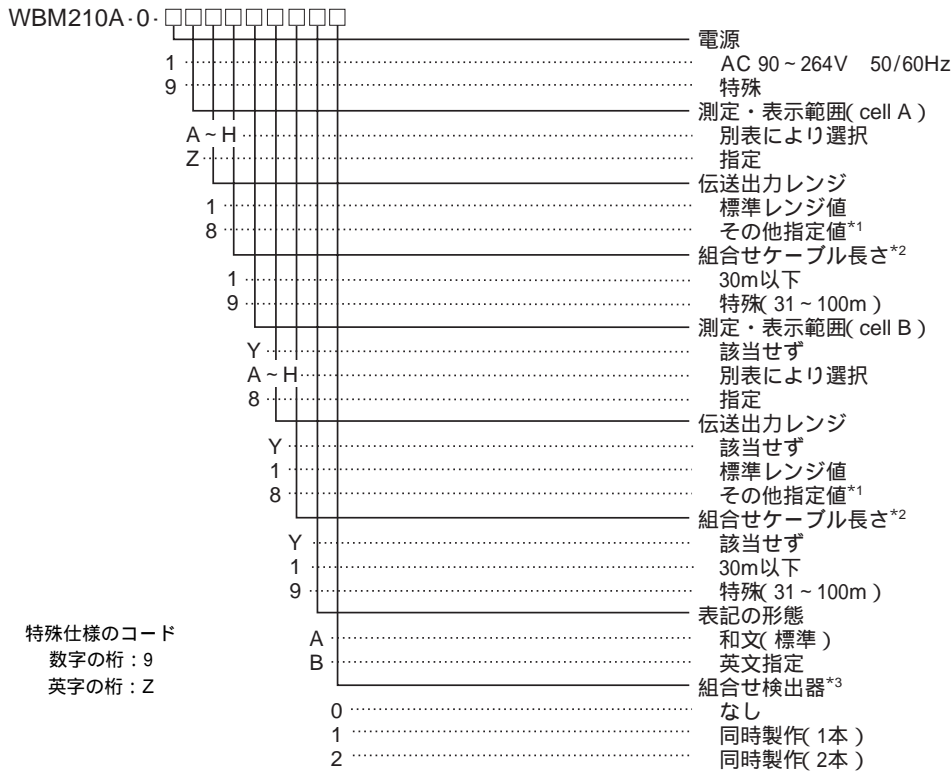 WBM210A·0·□□□□□□□□□
電源
1 AC 90~264V 50/60Hz
9 特殊
測定・表示範囲( cell A )
A~H 別表により選択
Z 指定
伝送出力レンジ
1 標準レンジ値
8 その他指定値*1
組合せケーブル長さ*2
1 30m以下
9 特殊( 31~100m )
測定・表示範囲( cell B )
Y 該当せず
A~H 別表により選択
8 指定
伝送出力レンジ
Y 該当せず
1 標準レンジ値
8 その他指定値*1
組合せケーブル長さ*2
Y 該当せず
1 30m以下
9 特殊( 31~100m )
表記の形態
A 和文( 標準 )
B 英文指定
組合せ検出器*3
0 なし
1 同時製作( 1本 )
2 同時製作( 2本 )
特殊仕様のコード
数字の桁:9
英字の桁:Z